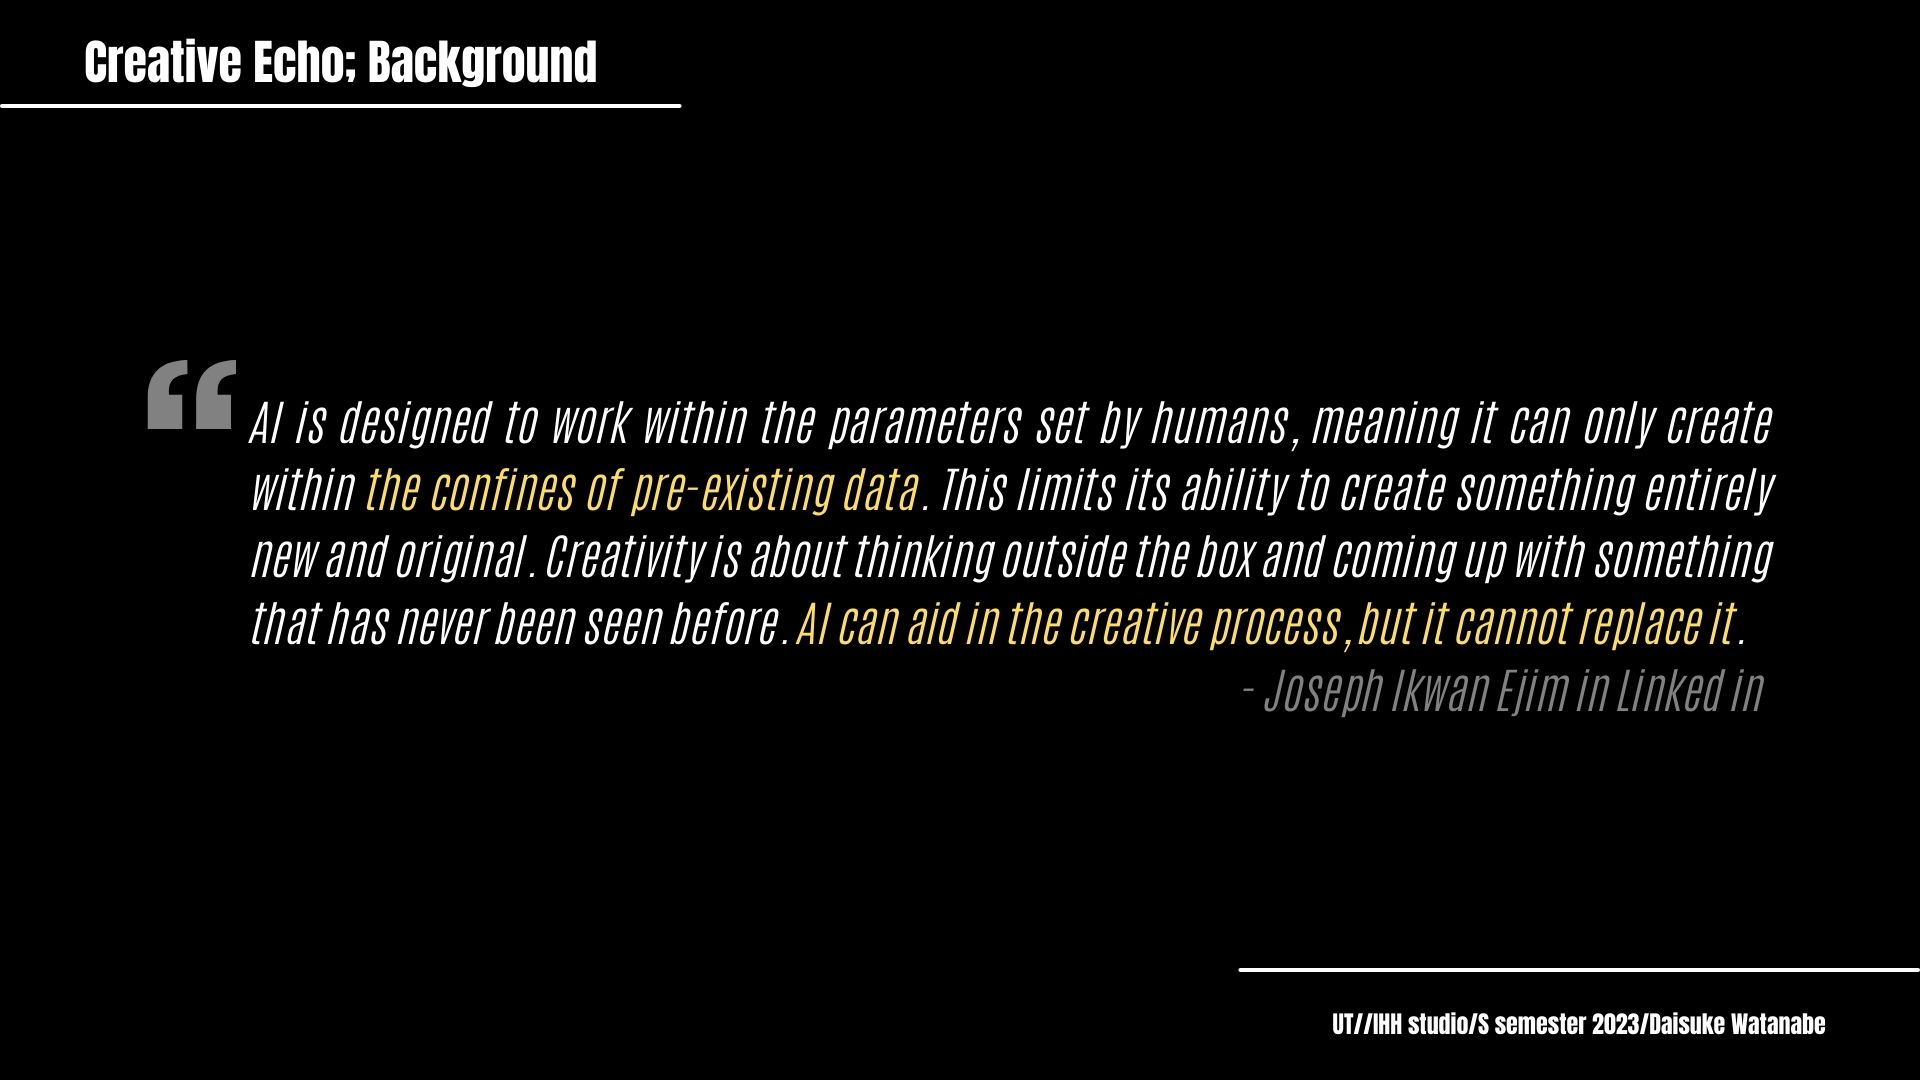 Creative Echo; Background
“
AI is designed to work within the parameters set by humans, meaning it can only create
within the confines of pre-existing data. This limits its ability to create something entirely
new and original. Creativity is about thinking outside the box and coming up with something
that has never been seen before. AI can aid in the creative process, but it cannot replace it.
- Joseph Ikwan Ejim in Linked in
UT//IHH studio/S semester 2023/Daisuke Watanabe